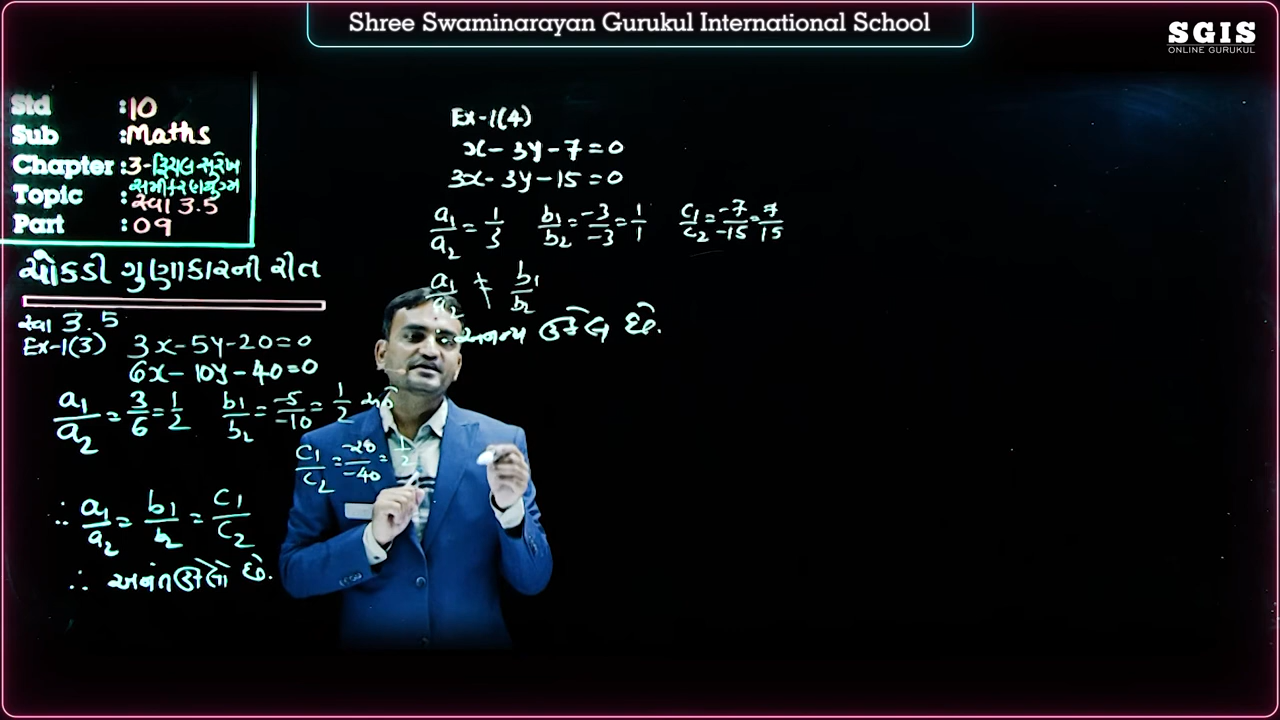 Shree Swaminarayan Gurukul International School
SGIS
ONLINE GURUKUL
Std : 10
Sub : Maths
Chapter : 3-દ્વિચલ સુરેખ
સમીકરણયુગ્મ
Topic : સ્વા 3.5
Part : 09
ચોકડી ગુણાકારની રીત
સ્વા 3.5
Ex-1(3) 3x-5y-20=0
6x-10y-40=0
a₁/a₂ = 3/6 = 1/2 b₁/b₂ = -5/-10 = 1/2 અને
c₁/c₂ = -20/-40 = 1/2
∴ a₁/a₂ = b₁/b₂ = c₁/c₂
∴ અનંત ઉકેલો છે.
Ex-1(4)
x-3y-7=0
3x-3y-15=0
a₁/a₂ = 1/3 b₁/b₂ = -3/-3 = 1/1 c₁/c₂ = -7/-15 = 7/15
a₁/a₂ ≠ b₁/b₂
અનન્ય ઉકેલ છે.